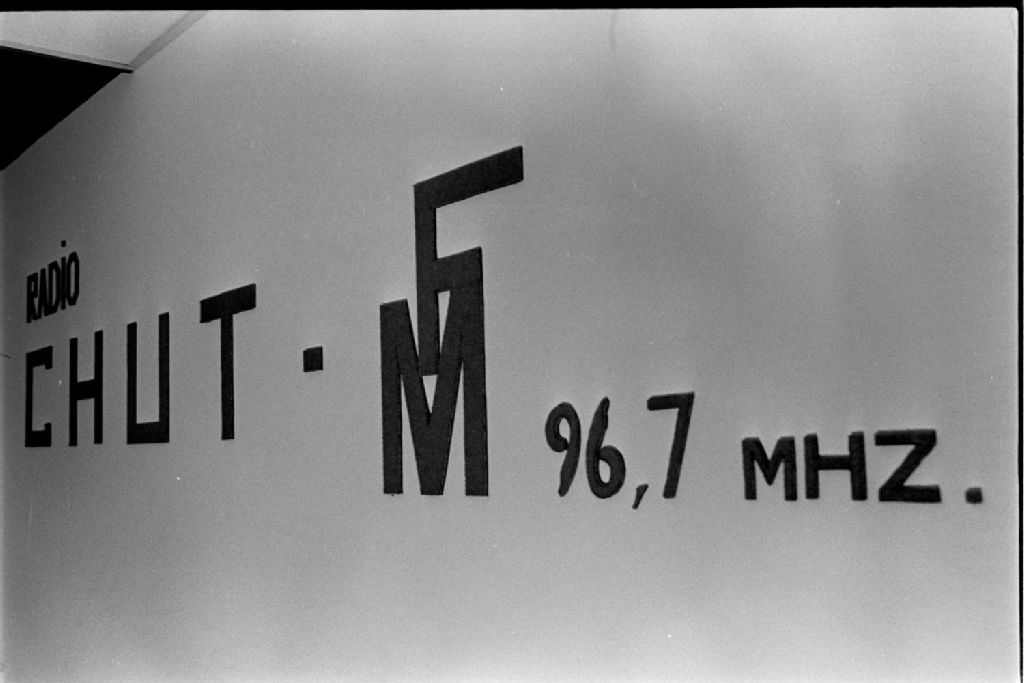 RADiO
CHUT · FM 96,7 MHZ.